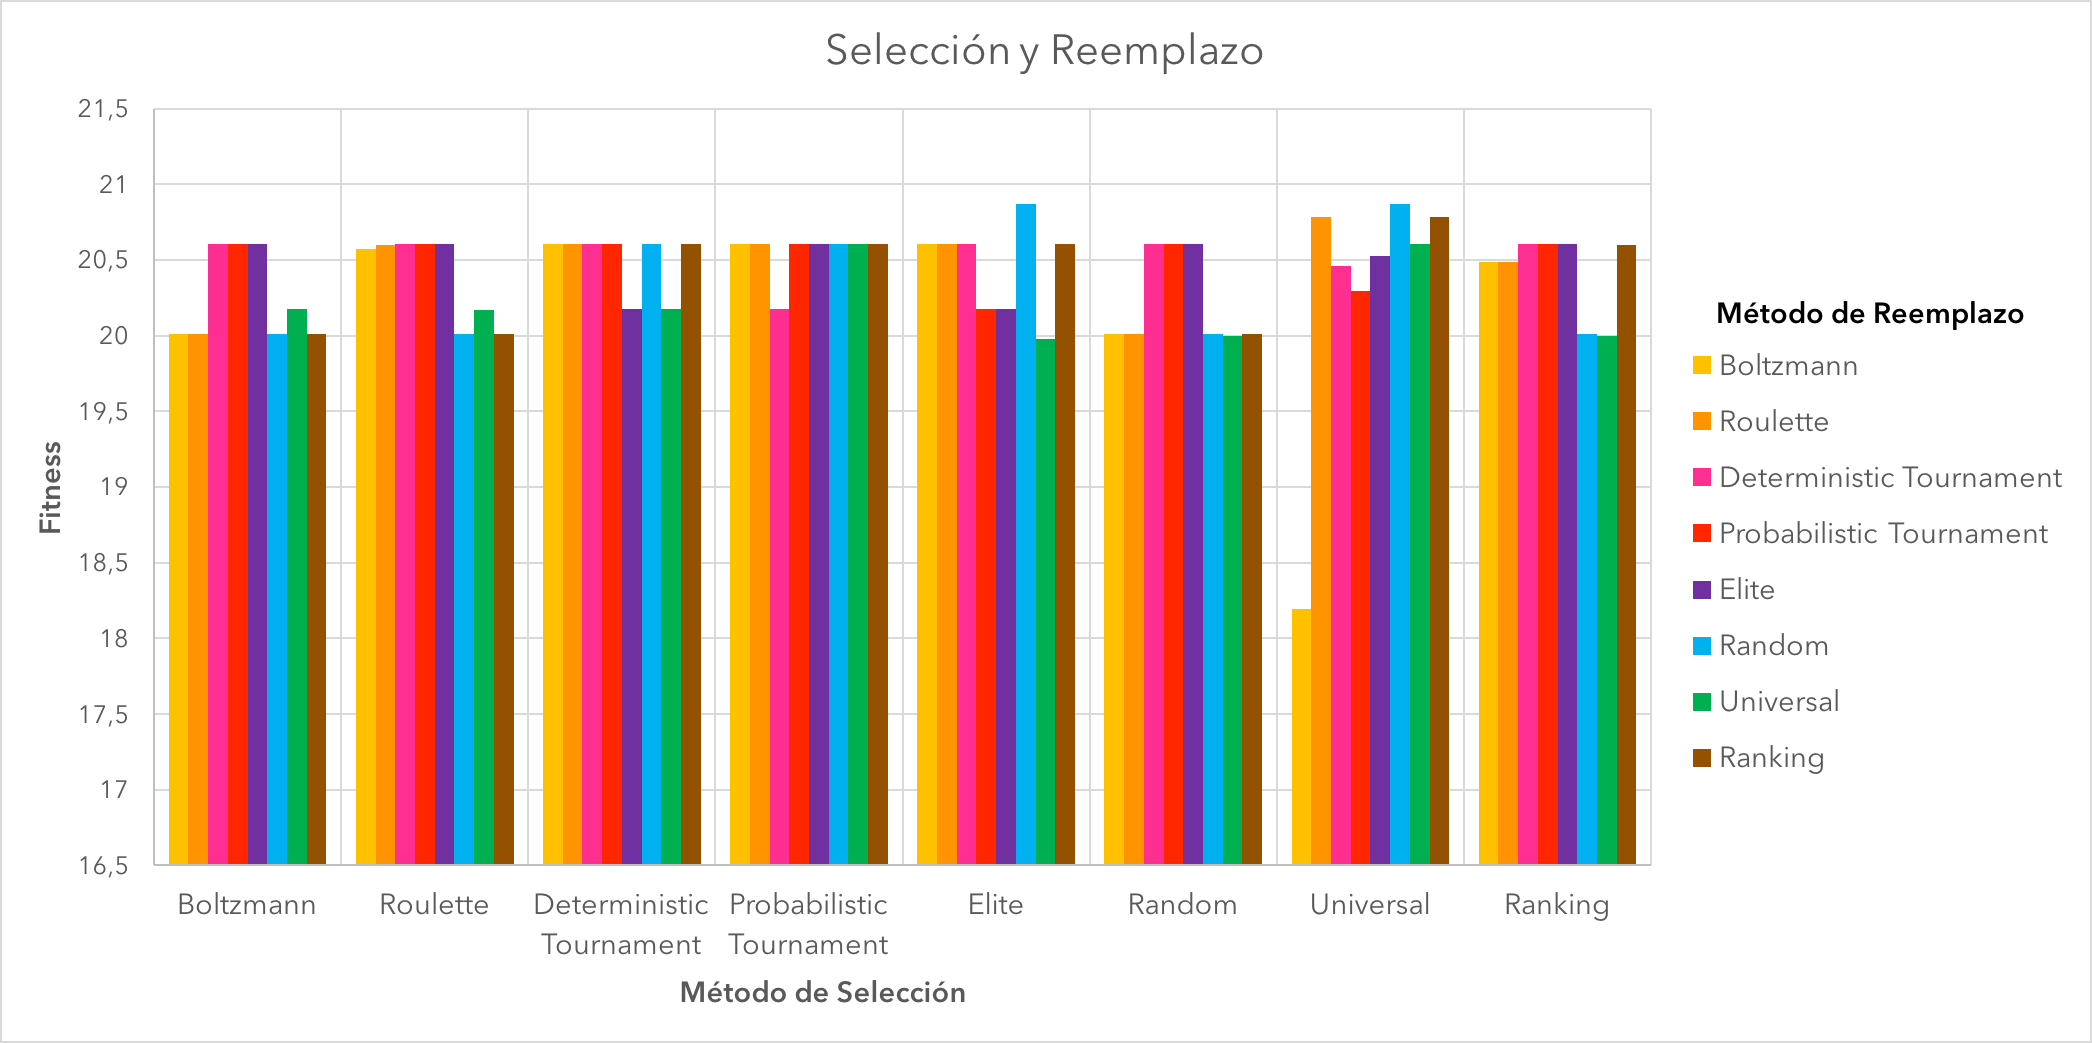 Selección y Reemplazo
21,5
21
20,5
20
19,5
19
18,5
18
17,5
17
16,5
Fitness
Boltzmann
Roulette
Deterministic
Tournament
Probabilistic
Tournament
Elite
Random
Universal
Ranking
Método de Selección
Método de Reemplazo
Boltzmann
Roulette
Deterministic Tournament
Probabilistic Tournament
Elite
Random
Universal
Ranking